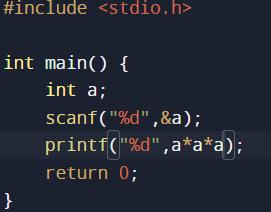 #include <stdio.h>
int main() {
    int a;
    scanf("%d",&a);
    printf("%d",a*a*a);
    return 0;
}